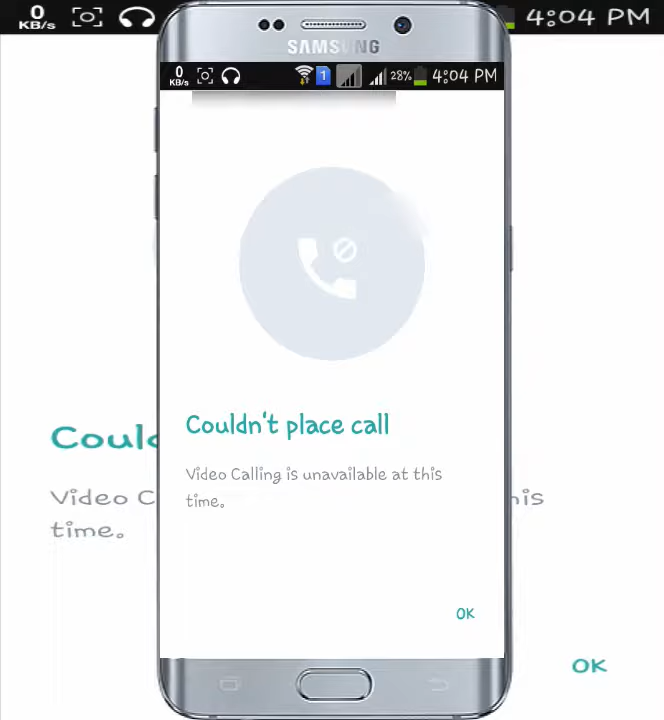 0
KB/s
4:04 PM
SAMSUNG
0
KB/s
1
28%
4:04 PM
Couldn't place call
Video Calling is unavailable at this
time.
OK
Coul
Video C
his
time.
OK